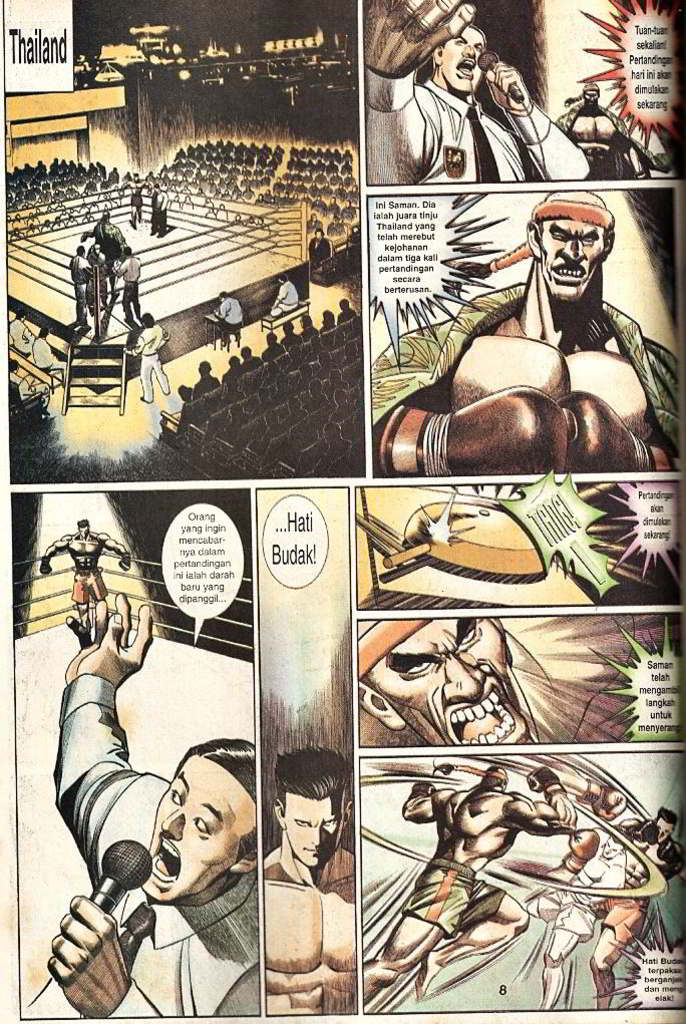 Thailand
Tuan-tuan
sekalian!
Pertandingan
hari ini akan
dimulakan
sekarang
Ini Saman. Dia
ialah juara tinju
Thailand yang
telah merebut
kejohanan
dalam tiga kali
pertandingan
secara
berterusan.
Orang
yang ingin
mencabar-
nya dalam
pertandingan
ini ialah darah
baru yang
dipanggil...
...Hati
Budak!
Pertandingan
akan
dimulakan
sekarang!
Saman
telah
mengambil
langkah
untuk
menyerang
Hati Budak
terpaksa
berganjak
dan meng
elak!
8